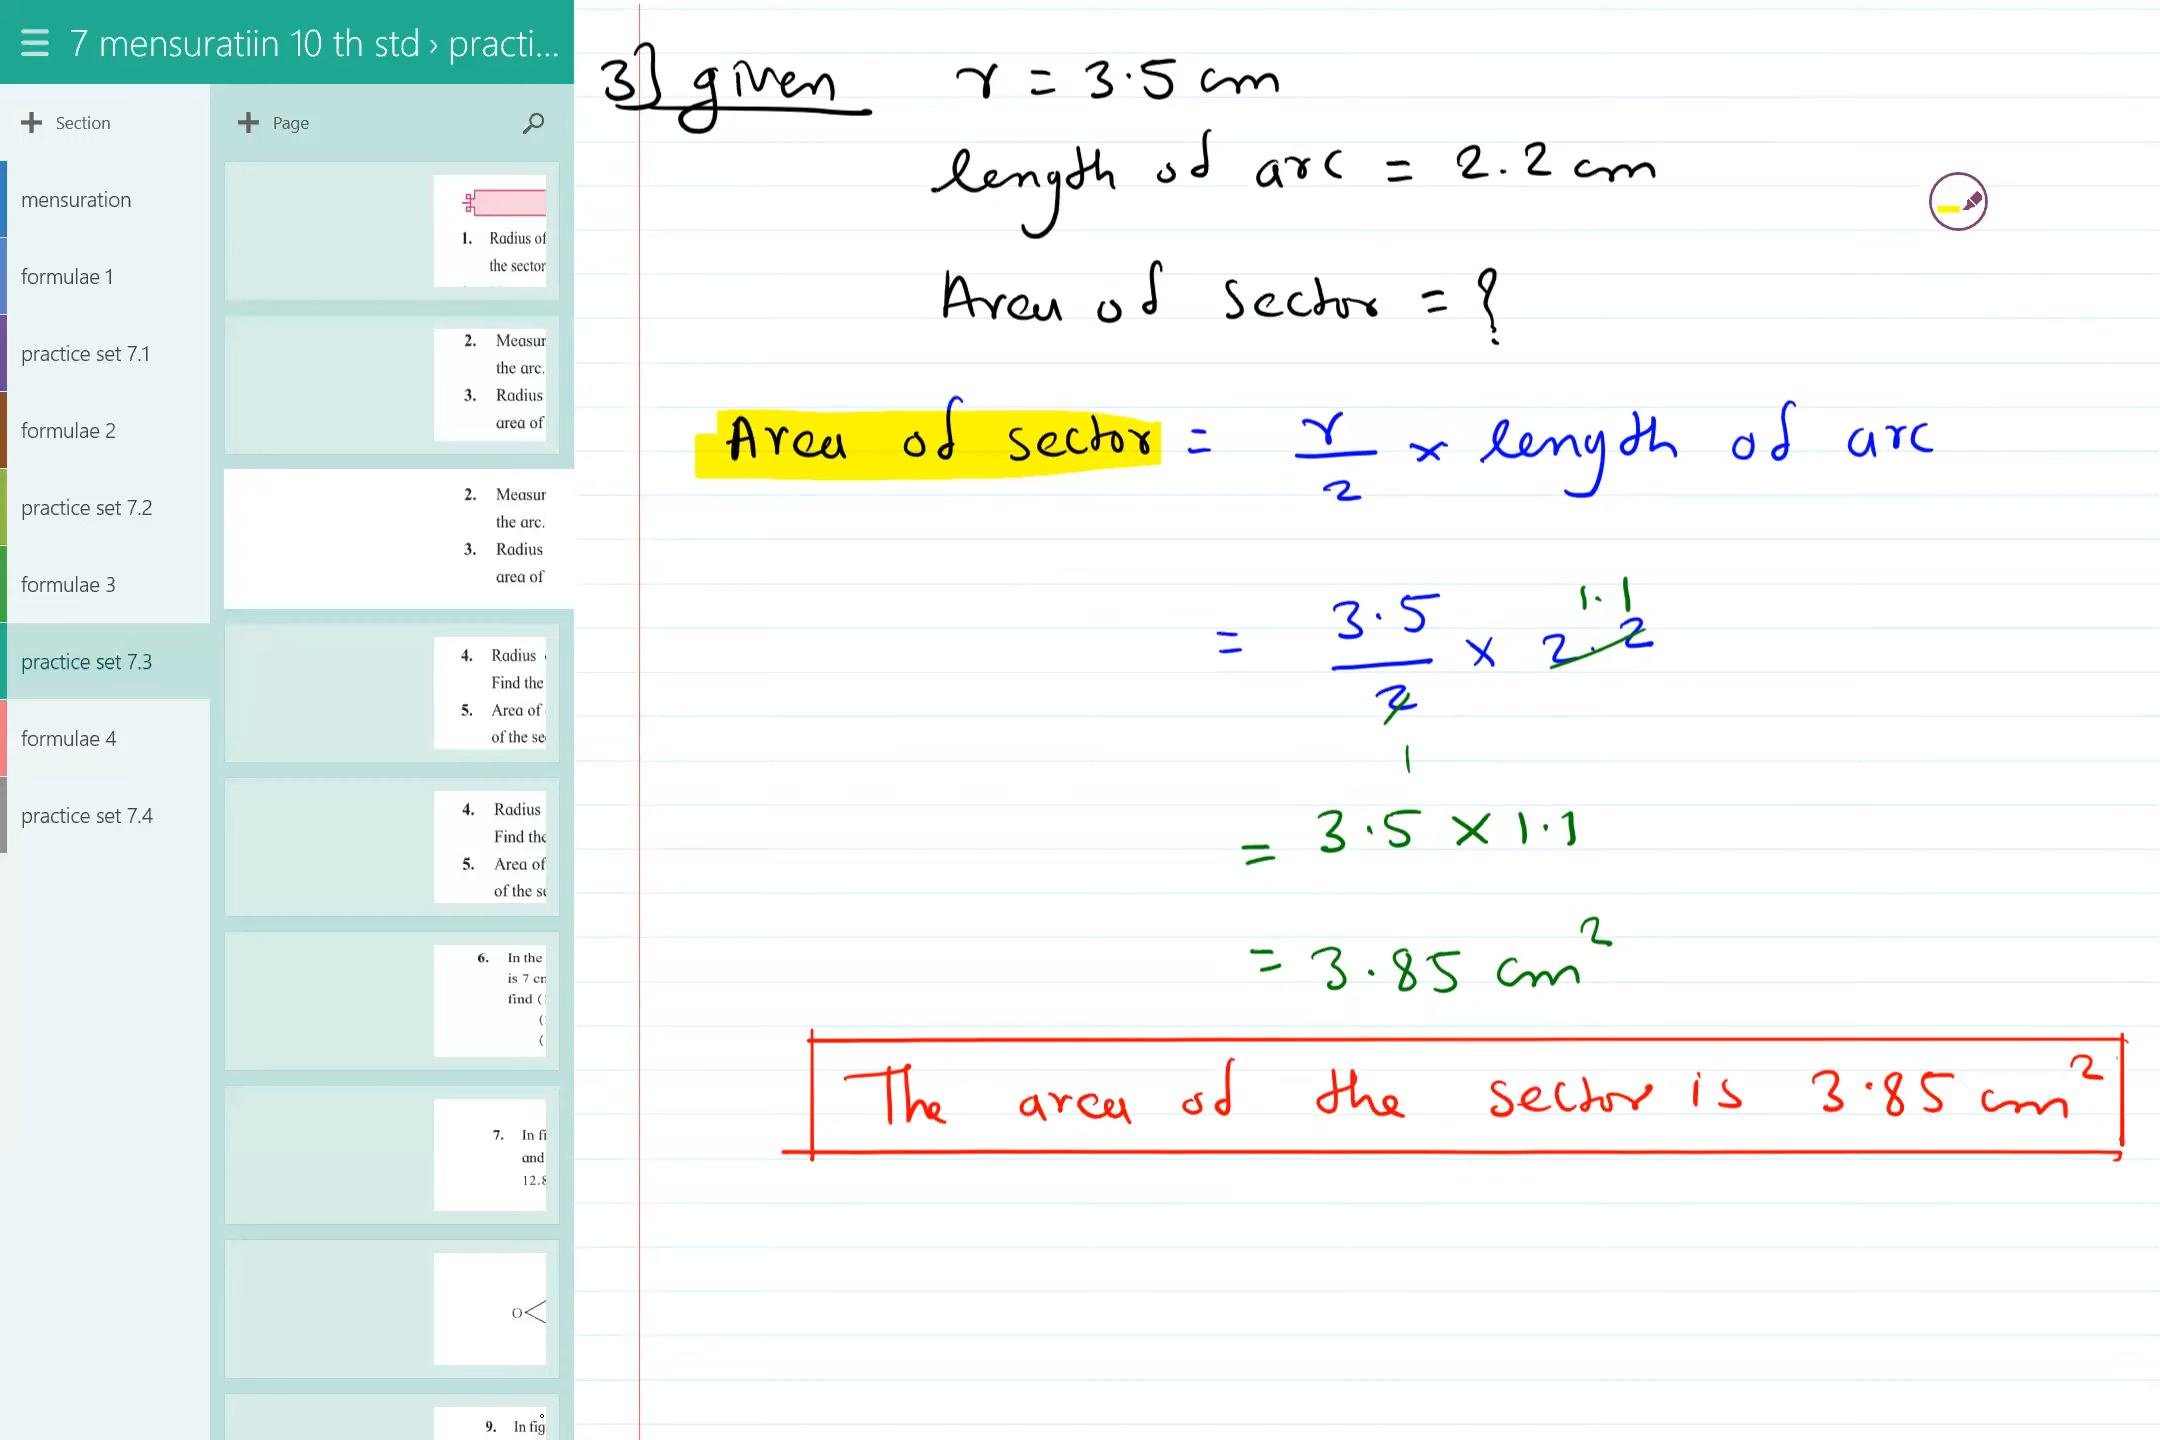 7 mensuratiin 10 th std › practi...
+ Section
mensuration
formulae 1
practice set 7.1
formulae 2
practice set 7.2
formulae 3
practice set 7.3
formulae 4
practice set 7.4
+ Page
1. Radius of
the sector
2. Measur
the arc.
3. Radius
area of
2. Measur
the arc.
3. Radius
area of
4. Radius
Find the
5. Area of
of the se
4. Radius
Find the
5. Area of
of the se
6. In the
is 7 cm
find (
(
(
7. In fi
and
12.8
O
9. In fig
3] given r = 3.5 cm
length of arc = 2.2 cm
Area of sector = ?
Area of sector = r/2 × length of arc
= 3.5/2 × 2.2 1.1
1
= 3.5 × 1.1
= 3.85 cm²
The area of the sector is 3.85 cm²